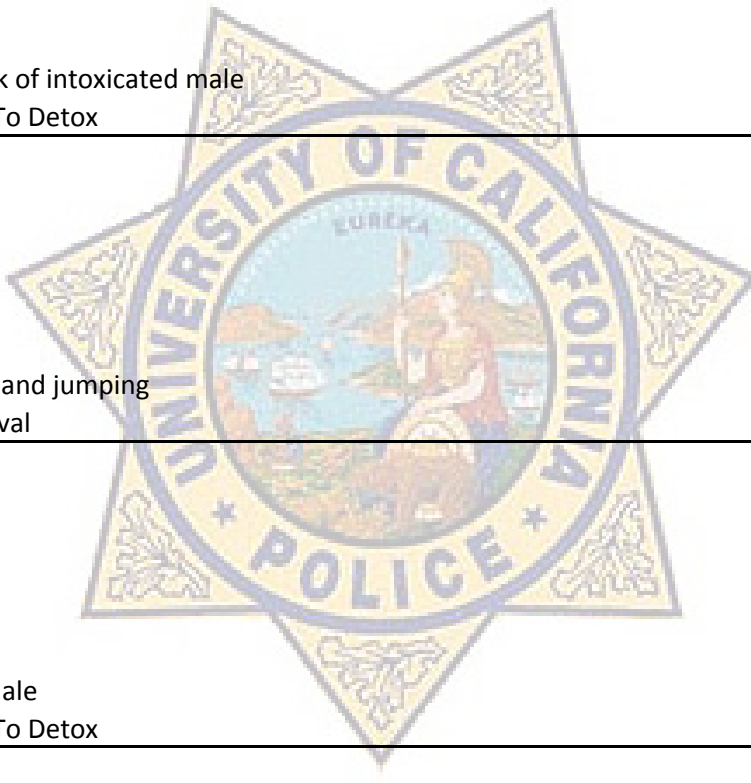 k of intoxicated male
To Detox
UNIVERSITY OF CALIFORNIA
EUREKA
and jumping
val
ale
To Detox
POLICE